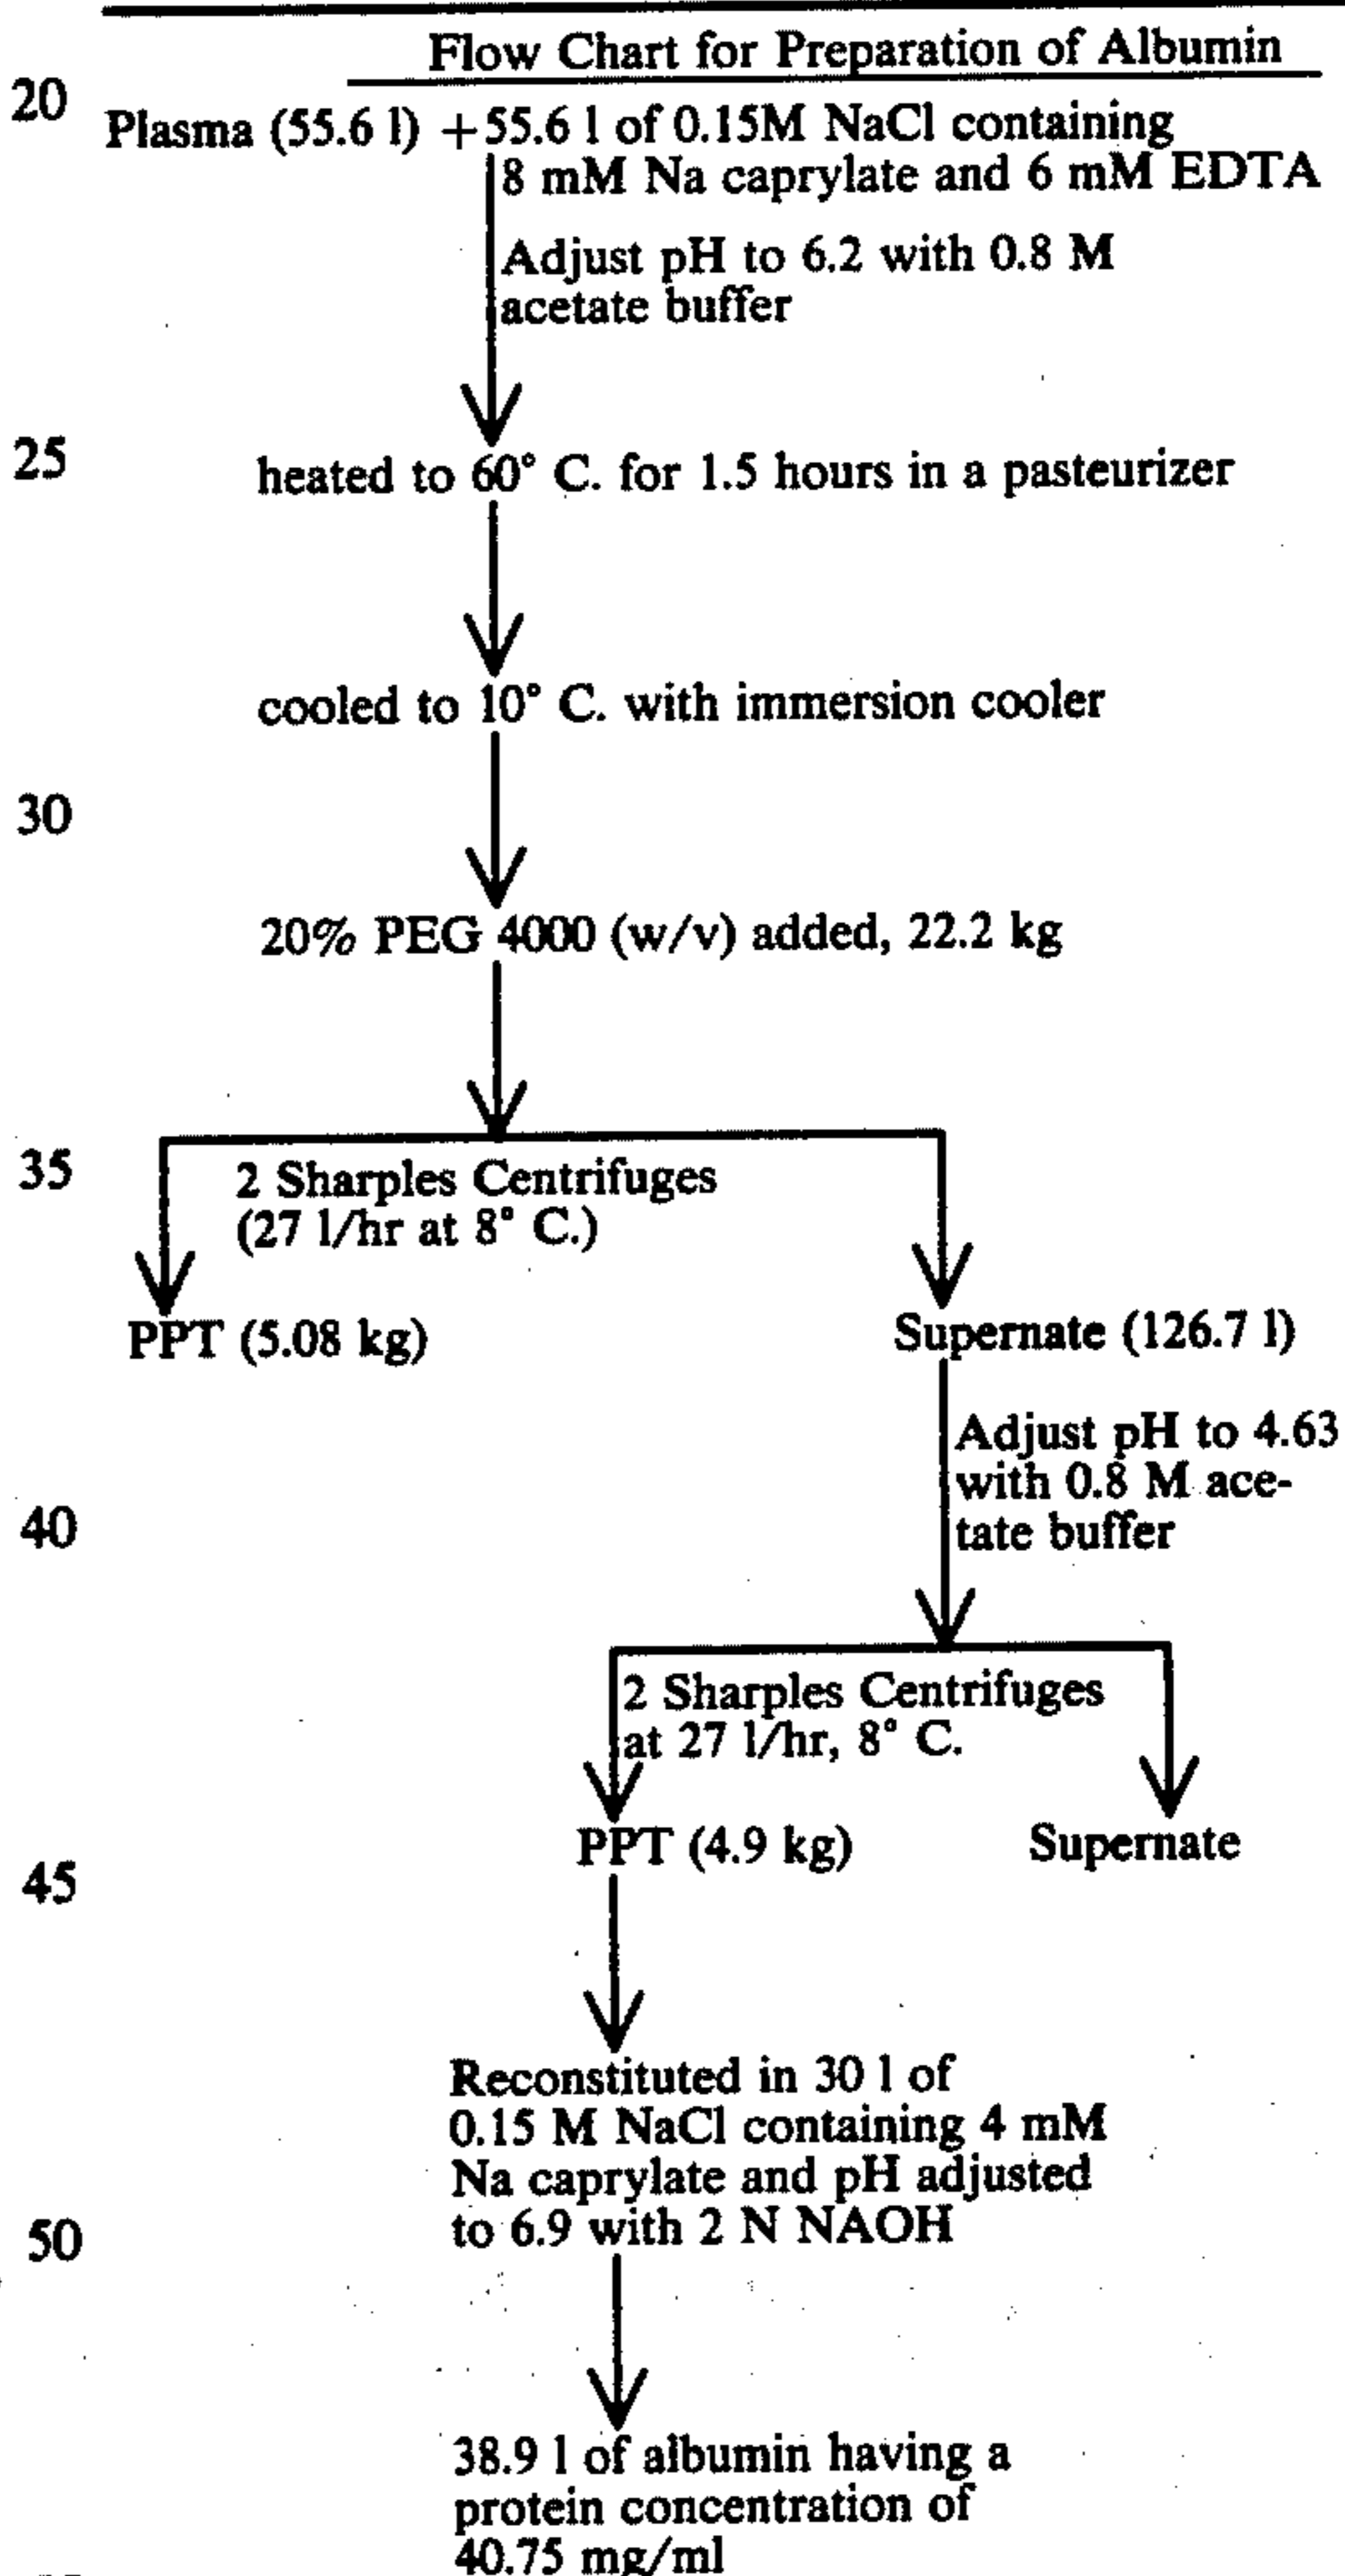 Flow Chart for Preparation of Albumin
20
Plasma (55.6 l) +55.6 l of 0.15M NaCl containing
8 mM Na caprylate and 6 mM EDTA
Adjust pH to 6.2 with 0.8 M
acetate buffer
25
heated to 60° C. for 1.5 hours in a pasteurizer
cooled to 10° C. with immersion cooler
30
20% PEG 4000 (w/v) added, 22.2 kg
35
2 Sharples Centrifuges
(27 l/hr at 8° C.)
PPT (5.08 kg)
Supernate (126.7 l)
Adjust pH to 4.63
with 0.8 M ace-
tate buffer
40
2 Sharples Centrifuges
at 27 l/hr, 8° C.
PPT (4.9 kg)
Supernate
45
Reconstituted in 30 l of
0.15 M NaCl containing 4 mM
Na caprylate and pH adjusted
to 6.9 with 2 N NAOH
50
38.9 l of albumin having a
protein concentration of
40.75 mg/ml